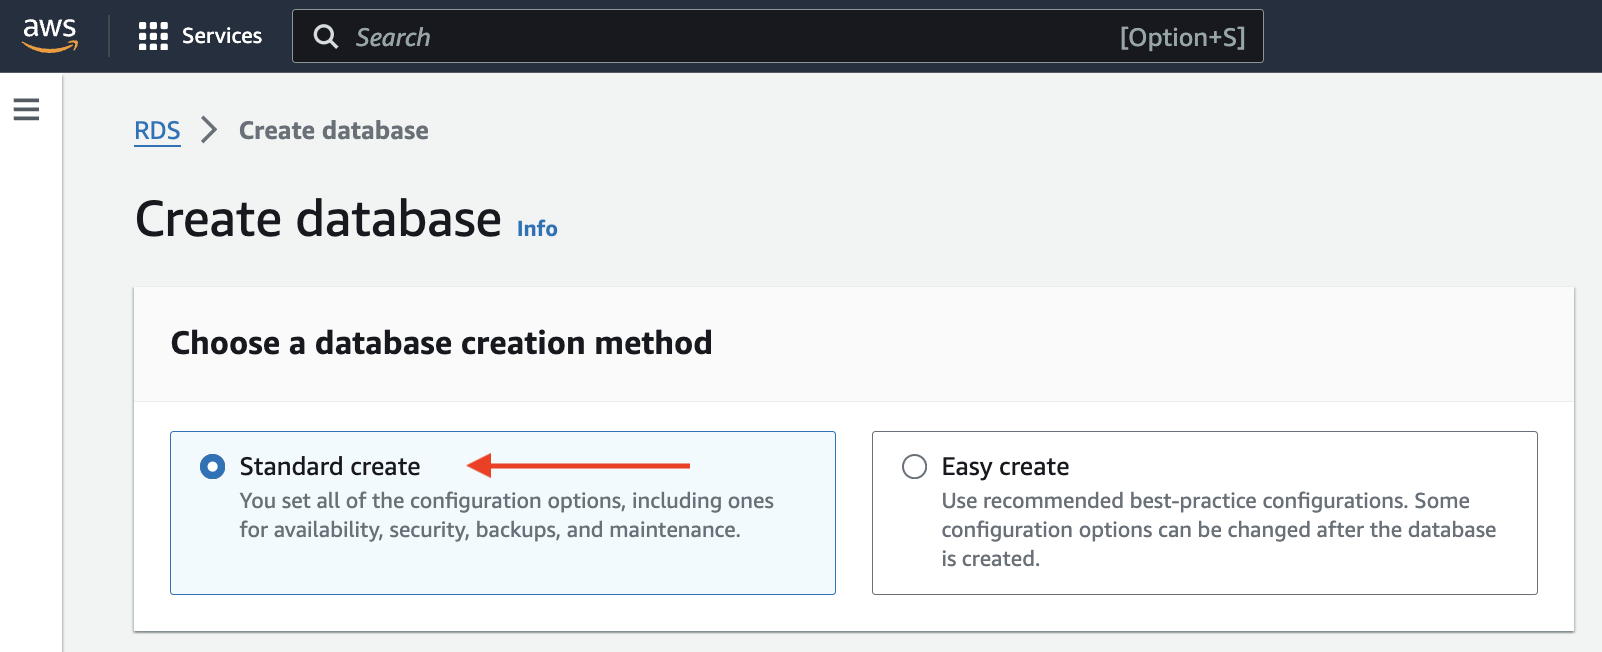 aws Services Search [Option+S]
RDS Create database
Create database Info
Choose a database creation method
Standard create
You set all of the configuration options, including ones
for availability, security, backups, and maintenance.
Easy create
Use recommended best-practice configurations. Some
configuration options can be changed after the database
is created.